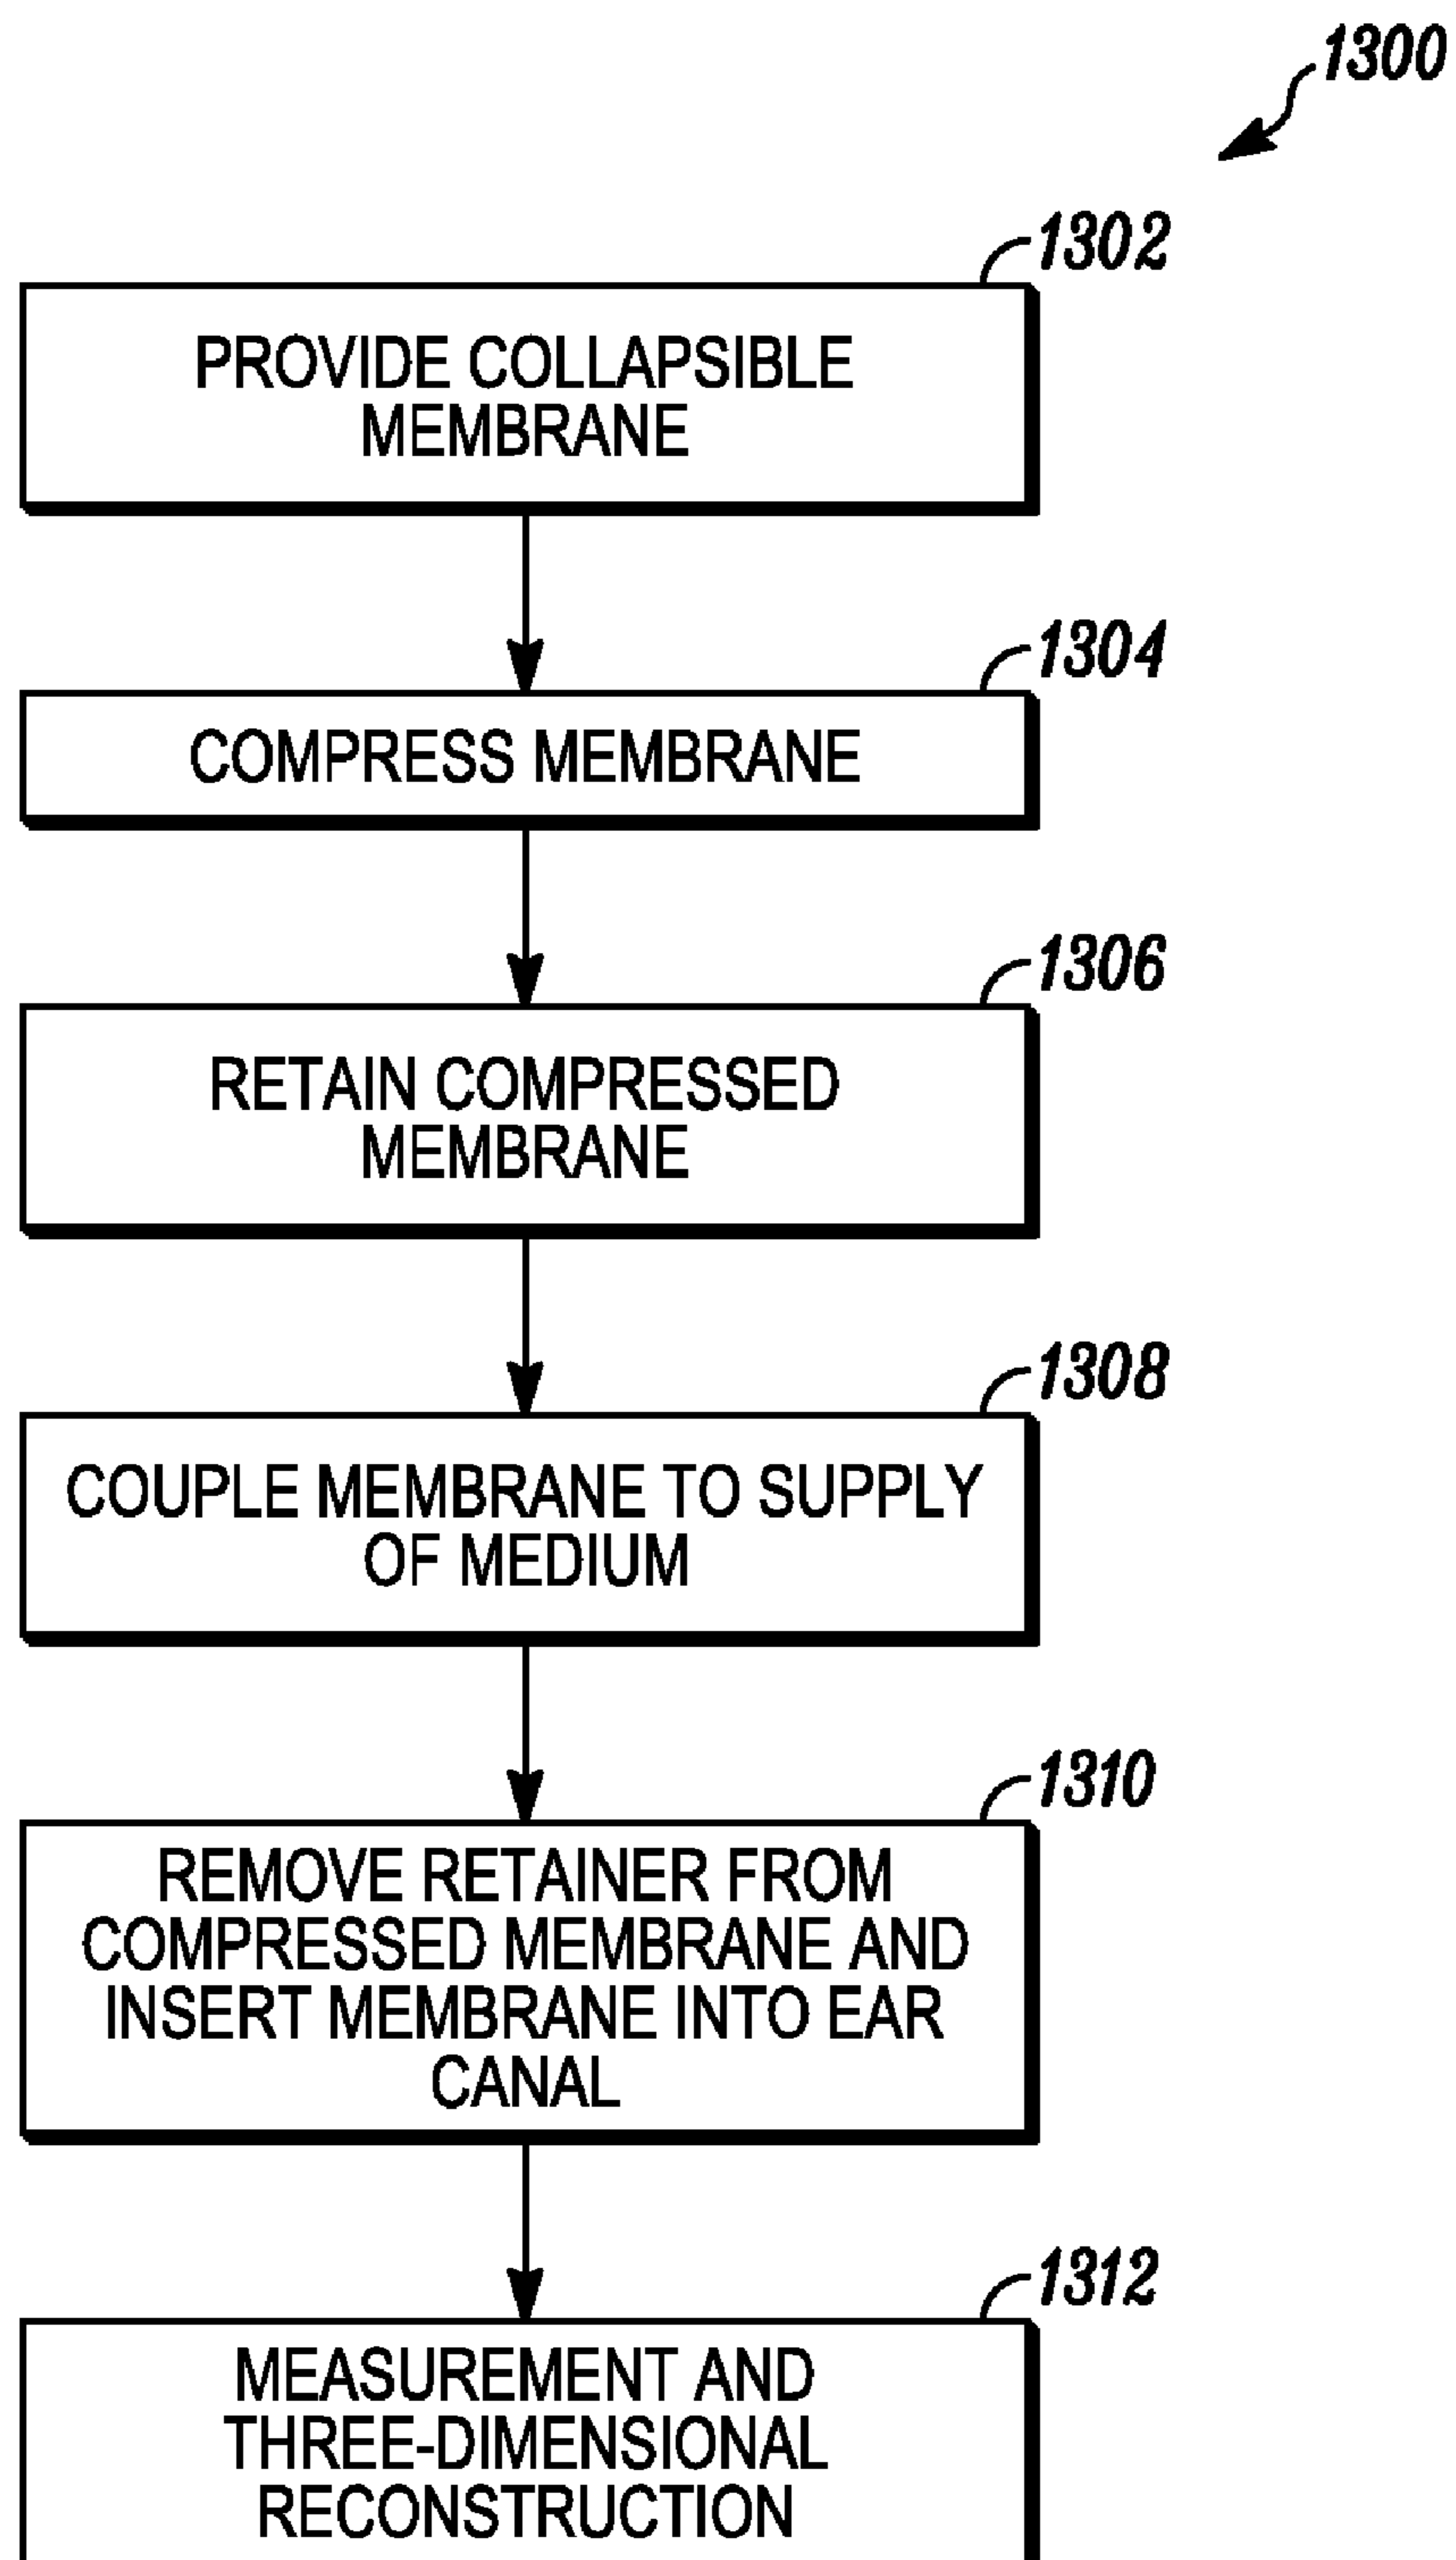 1300
1302
PROVIDE COLLAPSIBLE
MEMBRANE
1304
COMPRESS MEMBRANE
1306
RETAIN COMPRESSED
MEMBRANE
1308
COUPLE MEMBRANE TO SUPPLY
OF MEDIUM
1310
REMOVE RETAINER FROM
COMPRESSED MEMBRANE AND
INSERT MEMBRANE INTO EAR
CANAL
1312
MEASUREMENT AND
THREE-DIMENSIONAL
RECONSTRUCTION